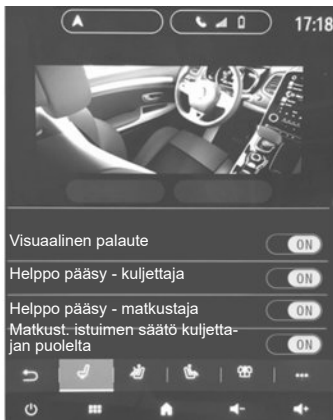 17:18
Visuaalinen palaute
ON
Helppo pääsy - kuljettaja
ON
Helppo pääsy - matkustaja
ON
Matkust. istuimen säätö kuljetta-
jan puolelta
ON